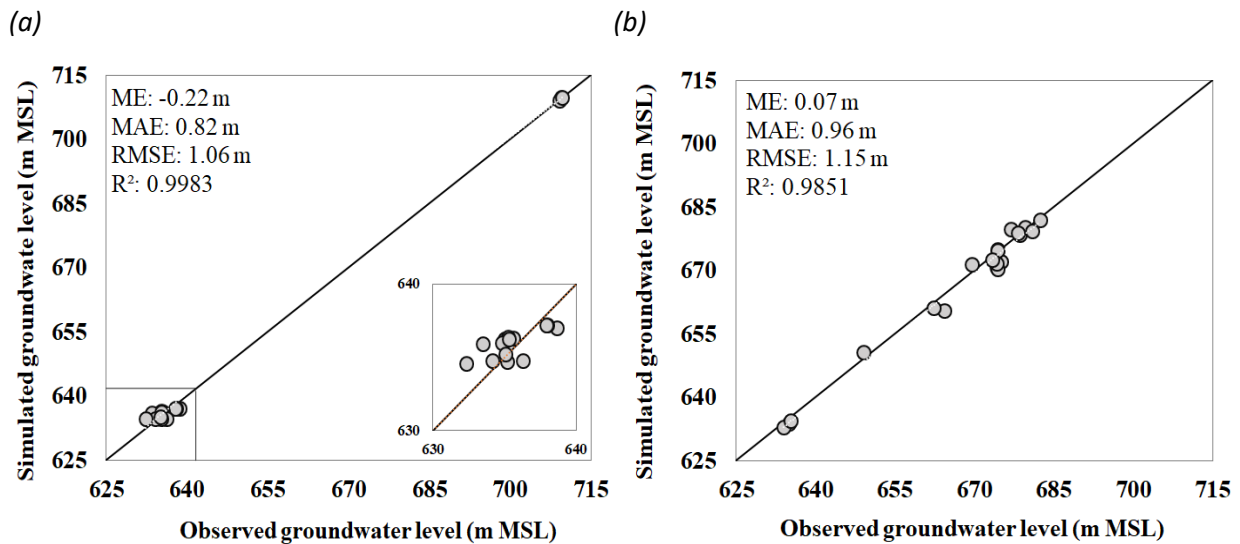 (a)
(b)
Simulated groundwater level (m MSL)
715
700
685
670
655
640
625
ME: -0.22 m
MAE: 0.82 m
RMSE: 1.06 m
R²: 0.9983
640
630
630
640
625
640
655
670
685
700
715
Observed groundwater level (m MSL)
Simulated groundwate level (m MSL)
715
700
685
670
655
640
625
ME: 0.07 m
MAE: 0.96 m
RMSE: 1.15 m
R²: 0.9851
625
640
655
670
685
700
715
Observed groundwater level (m MSL)